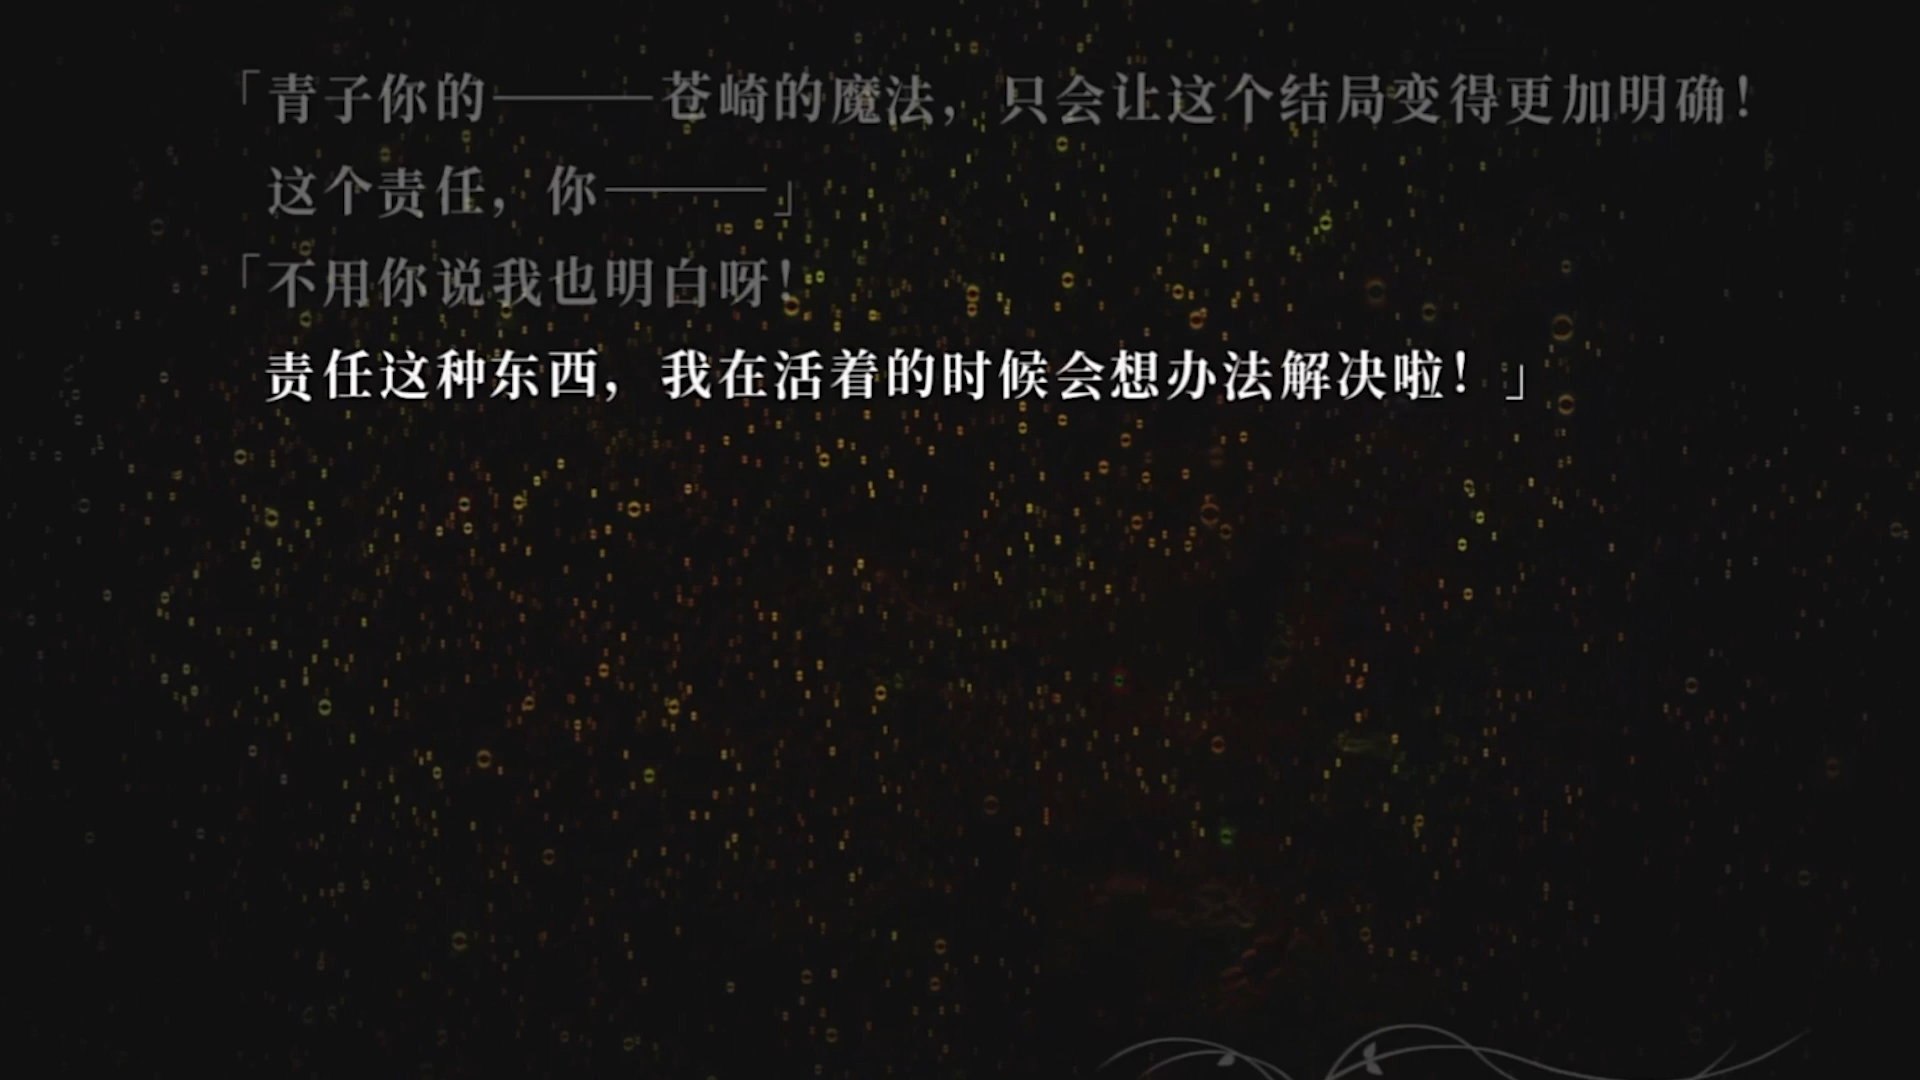 「青子你的———苍崎的魔法，只会让这个结局变得更加明确！
这个责任，你———」
「不用你说我也明白呀！
责任这种东西，我在活着的时候会想办法解决啦！」